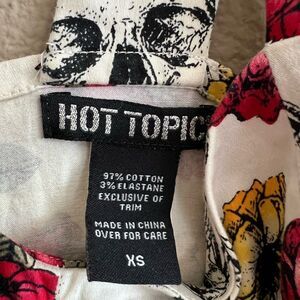 HOT TOPIC
97% COTTON
3% ELASTANE
EXCLUSIVE OF
TRIM
MADE IN CHINA
OVER FOR CARE
XS